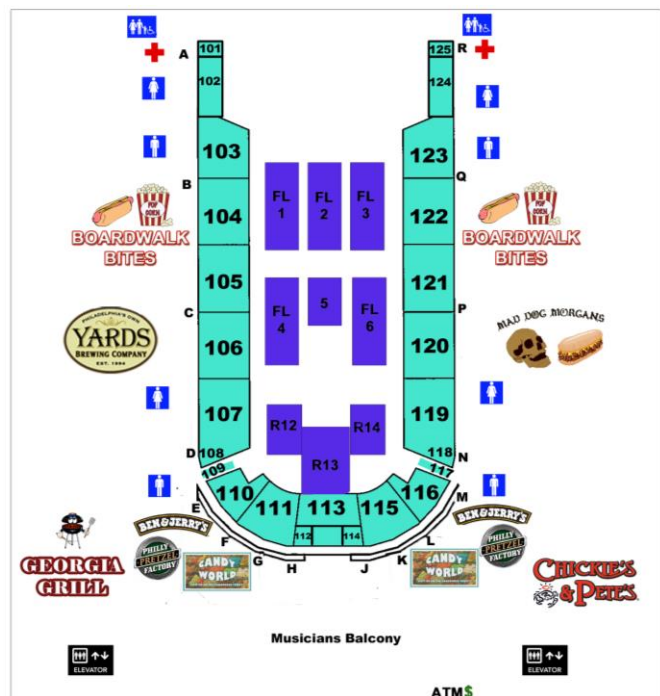 A
101
125
R
102
124
103
123
B
Q
FL
1
FL
2
FL
3
104
122
BOARDWALK
BITES
BOARDWALK
BITES
105
121
5
C
P
FL
4
FL
6
PHILADELPHIA'S OWN
YARDS
BREWING COMPANY
EST. 1994
MAD DOG MORGANS
106
120
107
119
R12
R14
D
108
118
N
R13
109
117
110
116
E
M
111
113
115
F
L
112
114
G
K
H
J
BEN & JERRY'S
BEN & JERRY'S
PHILLY
PRETZEL
FACTORY
PHILLY
PRETZEL
FACTORY
CANDY
WORLD
CANDY
WORLD
GEORGIA
GRILL
CHICKIE'S
& PETE'S
Musicians Balcony
ELEVATOR
ELEVATOR
ATM$